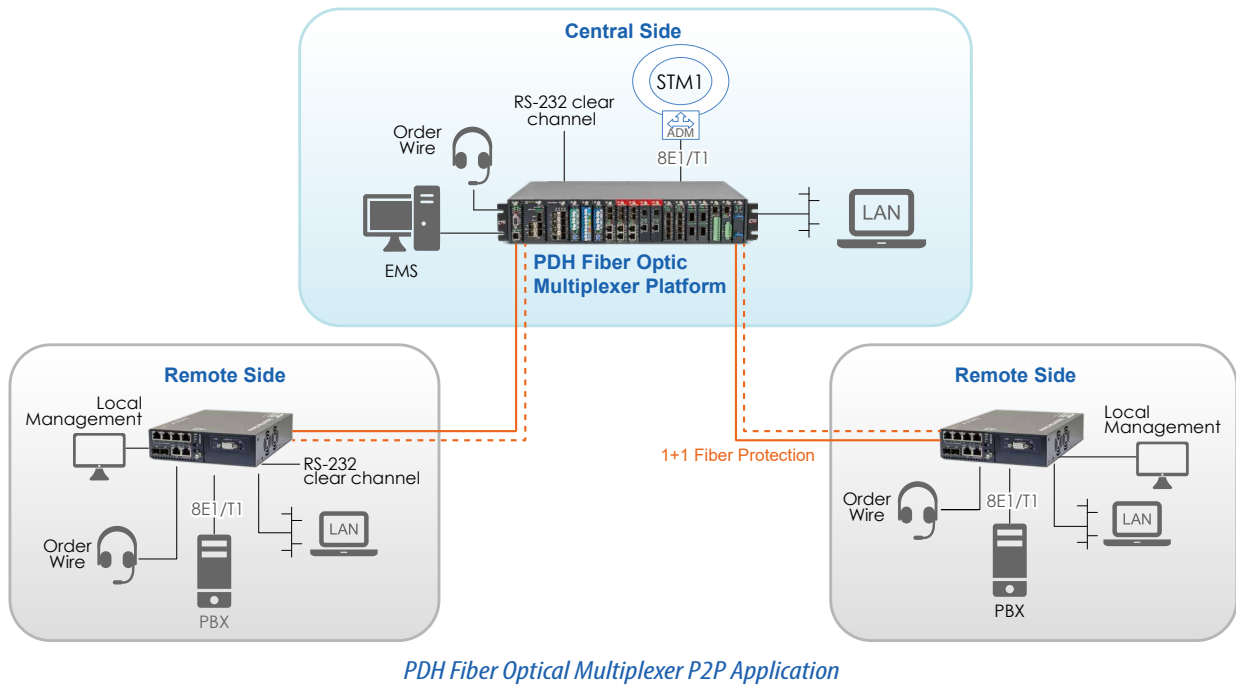 Central Side
STM1
ADM
8E1/T1
RS-232 clear
channel
Order
Wire
EMS
LAN
PDH Fiber Optic
Multiplexer Platform
Remote Side
Local
Management
RS-232
clear channel
8E1/T1
Order
Wire
LAN
PBX
1+1 Fiber Protection
Remote Side
Local
Management
Order
Wire
8E1/T1
LAN
PBX
PDH Fiber Optical Multiplexer P2P Application